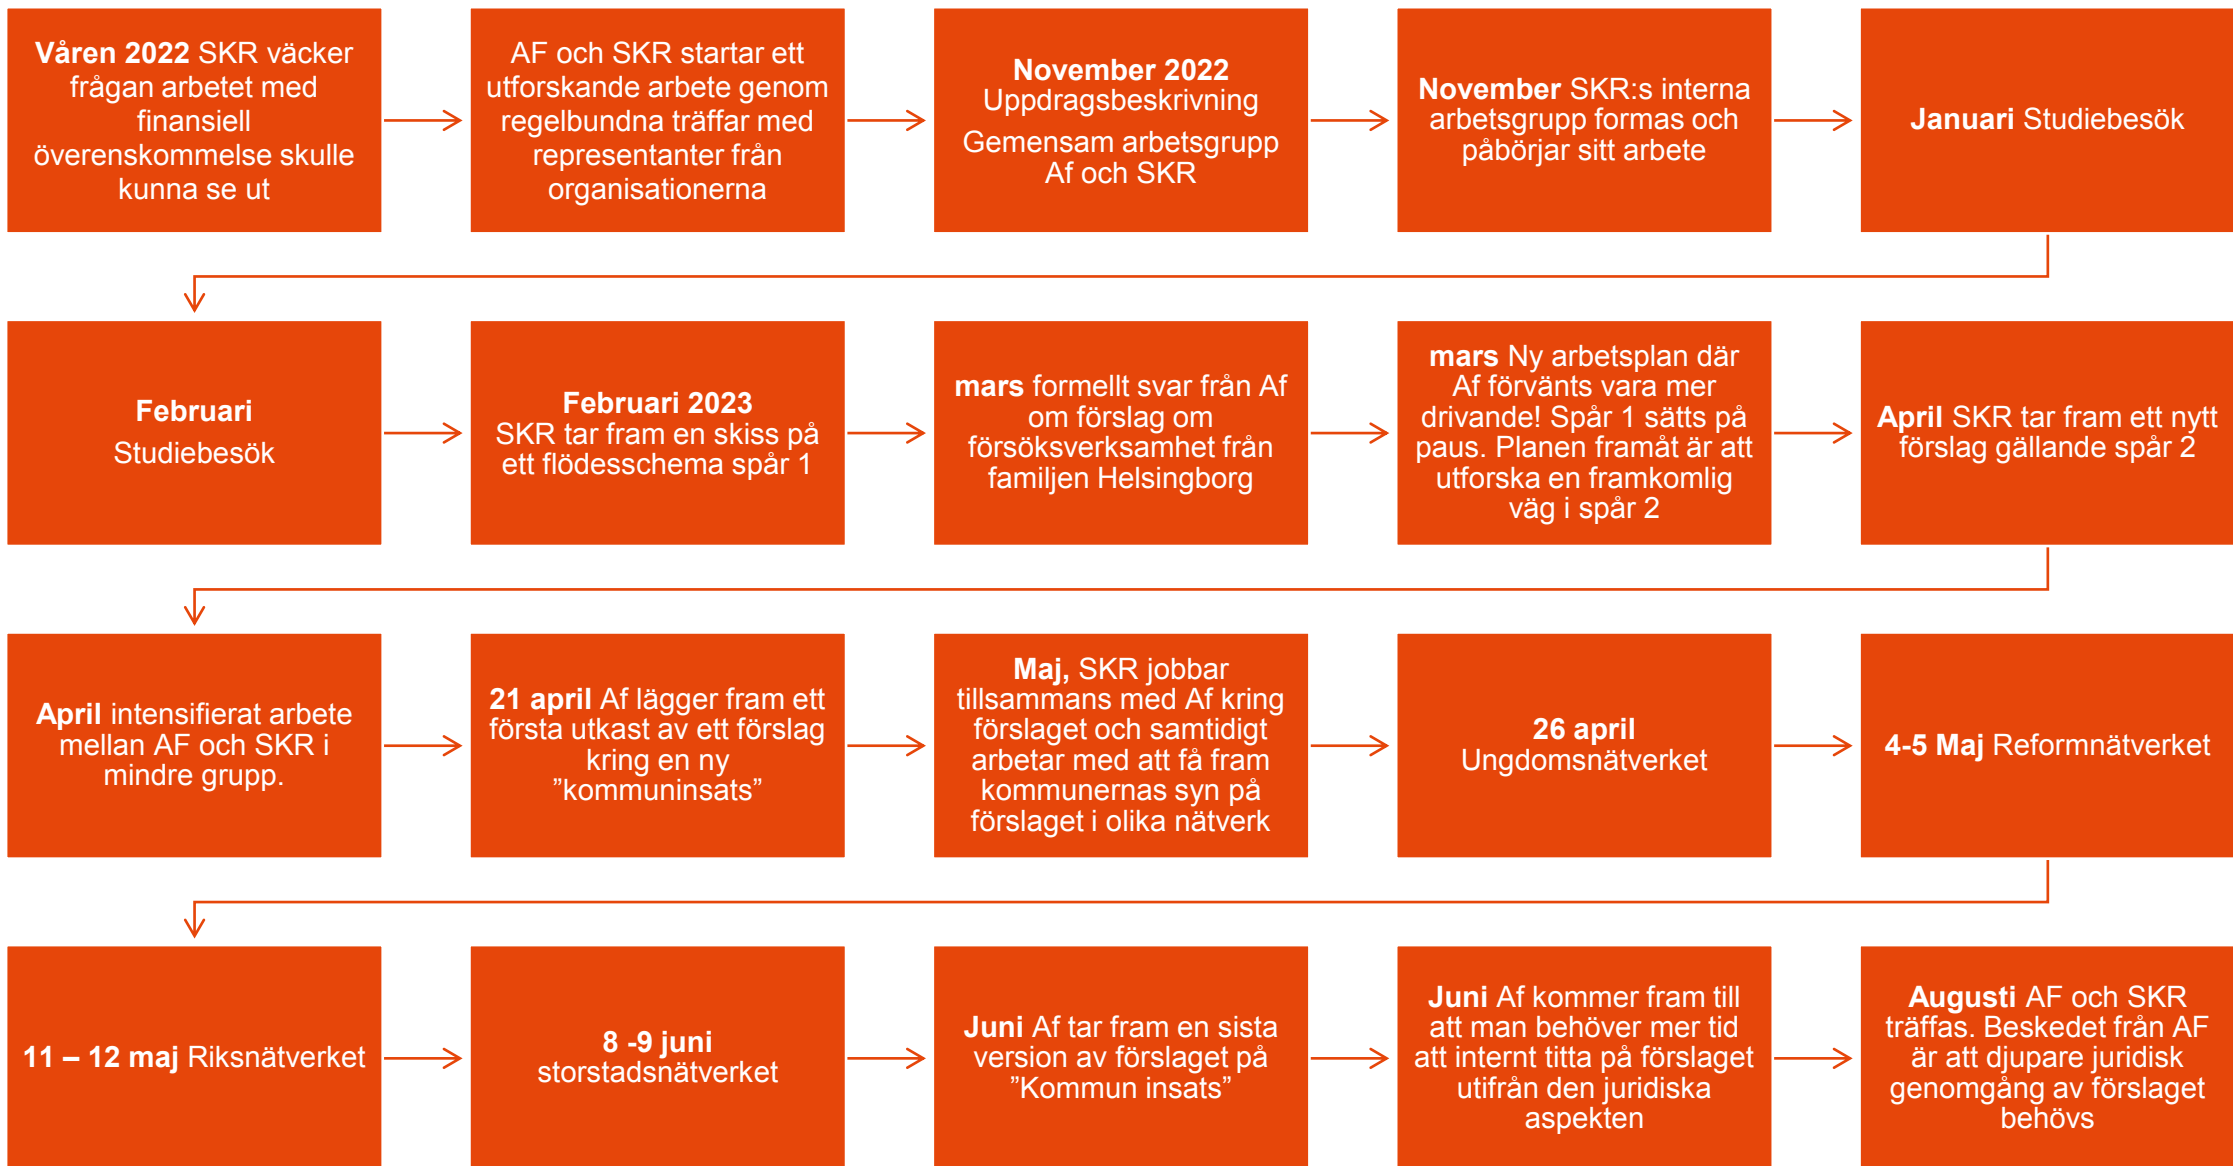 Våren 2022 SKR väcker
frågan arbetet med
finansiell
överenskommelse skulle
kunna se ut
AF och SKR startar ett
utforskande arbete genom
regelbundna träffar med
representanter från
organisationerna
November 2022
Uppdragsbeskrivning
Gemensam arbetsgrupp
Af och SKR
November SKR:s interna
arbetsgrupp formas och
påbörjar sitt arbete
Januari Studiebesök
Februari
Studiebesök
Februari 2023
SKR tar fram en skiss på
ett flödesschema spår 1
mars formellt svar från Af
om förslag om
försöksverksamhet från
familjen Helsingborg
mars Ny arbetsplan där
Af förvänts vara mer
drivande! Spår 1 sätts på
paus. Planen framåt är att
utforska en framkomlig
väg i spår 2
April SKR tar fram ett nytt
förslag gällande spår 2
April intensifierat arbete
mellan AF och SKR i
mindre grupp.
21 april Af lägger fram ett
första utkast av ett förslag
kring en ny
”kommuninsats”
Maj, SKR jobbar
tillsammans med Af kring
förslaget och samtidigt
arbetar med att få fram
kommunernas syn på
förslaget i olika nätverk
26 april
Ungdomsnätverket
4-5 Maj Reformnätverket
11 – 12 maj Riksnätverket
8 -9 juni
storstadsnätverket
Juni Af tar fram en sista
version av förslaget på
”Kommun insats”
Juni Af kommer fram till
att man behöver mer tid
att internt titta på förslaget
utifrån den juridiska
aspekten
Augusti AF och SKR
träffas. Beskedet från AF
är att djupare juridisk
genomgång av förslaget
behövs